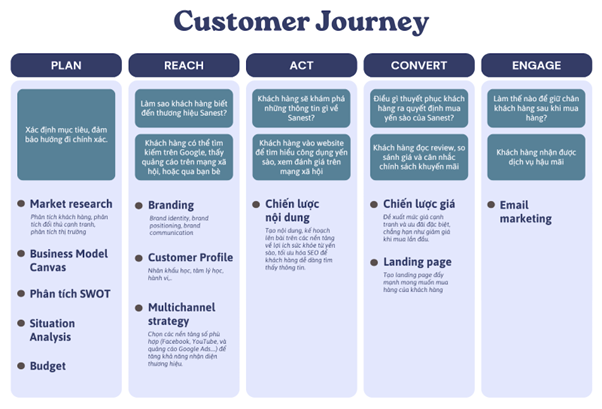 Customer Journey
PLAN
Xác định mục tiêu, đảm
bảo hướng đi chính xác.
Market research
Phân tích khách hàng, phân
tích đối thủ cạnh tranh,
phân tích thị trường
Business Model
Canvas
Phân tích SWOT
Situation
Analysis
Budget
REACH
Làm sao khách hàng biết
đến thương hiệu Sanest?
Khách hàng có thể tìm
kiếm trên Google, thấy
quảng cáo trên mạng xã
hội, hoặc qua bạn bè
Branding
Brand identity, brand
positioning, brand
communication
Customer Profile
Nhân khẩu học, tâm lý học,
hành vi,..
Multichannel
strategy
Chọn các nền tảng số phù
hợp (Facebook, YouTube, và
quảng cáo Google Ads...) để
tăng khả năng nhận diện
thương hiệu.
ACT
Khách hàng sẽ khám phá
những thông tin gì về
Sanest?
Khách hàng vào website
để tìm hiểu công dụng yến
sào, xem đánh giá trên
mạng xã hội
Chiến lược
nội dung
Tạo nội dung, kế hoạch
lên bài trên các nền tảng
về lợi ích sức khỏe từ yến
sào, tối ưu hóa SEO để
khách hàng dễ dàng tìm
thấy thông tin.
CONVERT
Điều gì thuyết phục khách
hàng ra quyết định mua
yến sào của Sanest?
Khách hàng đọc review, so
sánh giá và cân nhắc
chính sách khuyến mãi
Chiến lược giá
Đề xuất mức giá cạnh
tranh và ưu đãi đặc biệt,
chẳng hạn như giảm giá
khi mua lần đầu.
Landing page
Tạo landing page đẩy
mạnh mong muốn mua
hàng của khách hàng
ENGAGE
Làm thế nào để giữ chân
khách hàng sau khi mua
hàng?
Khách hàng nhận được
dịch vụ hậu mãi
Email
marketing